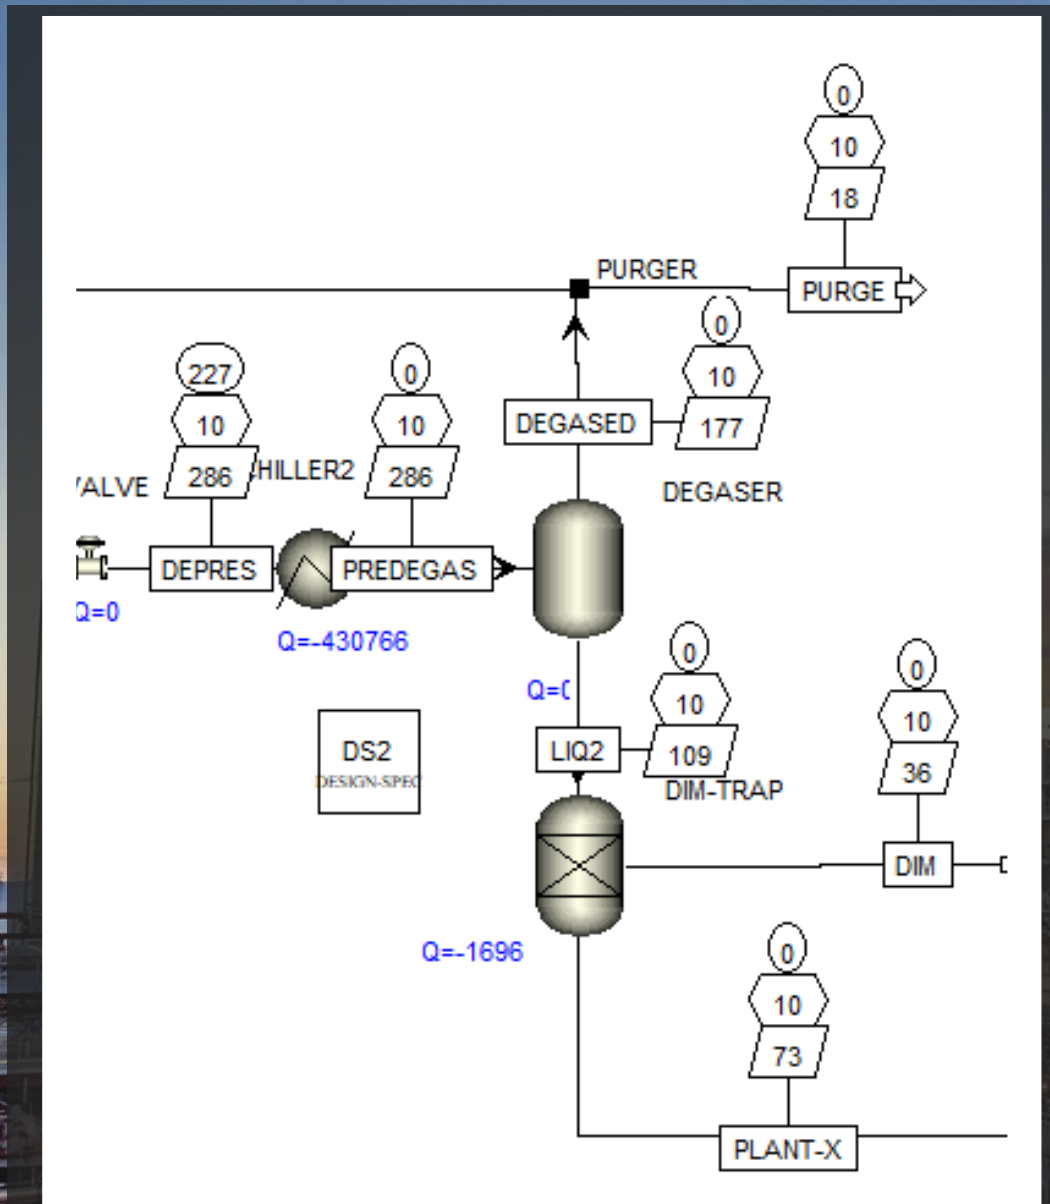 0
10
18
PURGER
PURGE
0
10
177
DEGASED
DEGASER
227
10
286
0
10
286
VALVE
HILLER2
DEPRES
PREDEGAS
Q=0
Q=-430766
0
10
109
Q=0
LIQ2
DIM-TRAP
DS2
DESIGN-SPEC
0
10
36
DIM
Q=-1696
0
10
73
PLANT-X